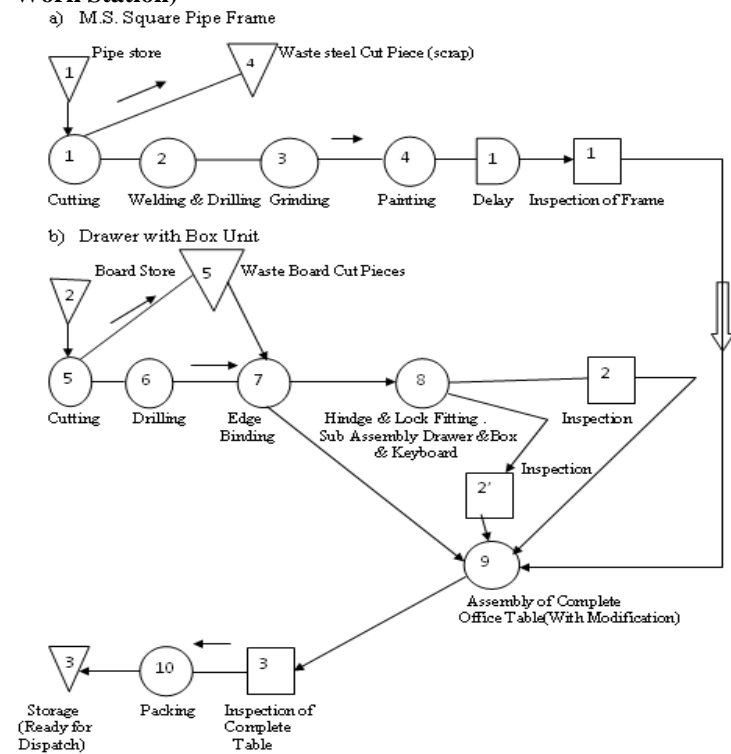 Work Station)
a) M.S. Square Pipe Frame
Pipe store
Waste steel Cut Piece (scrap)
1
4
1
2
3
4
1
1
Cutting
Welding & Drilling
Grinding
Painting
Delay
Inspection of Frame
b) Drawer with Box Unit
Board Store
Waste Board Cut Pieces
2
5
5
6
7
8
2
Cutting
Drilling
Edge
Binding
Hindge & Lock Fitting .
Sub Assembly Drawer &Box
& Keyboard
Inspection
Inspection
2'
9
Assembly of Complete
Office Table(With Modification)
3
10
3
Storage
(Ready for
Dispatch)
Packing
Inspection of
Complete
Table